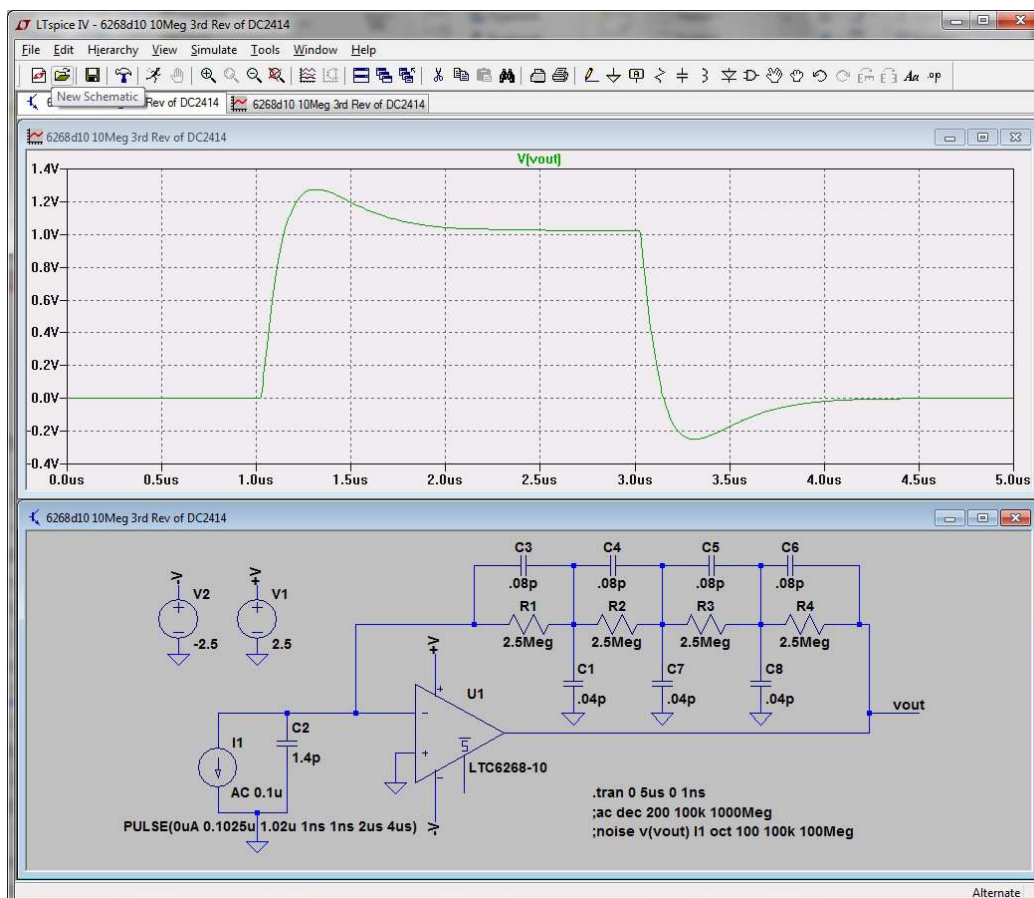 LTspice IV - 6268d10 10Meg 3rd Rev of DC2414
File Edit Hierarchy View Simulate Tools Window Help
New Schematic
6268d10 10Meg 3rd Rev of DC2414
6268d10 10Meg 3rd Rev of DC2414
V(vout)
1.4V
1.2V
1.0V
0.8V
0.6V
0.4V
0.2V
0.0V
-0.2V
-0.4V
0.0us 0.5us 1.0us 1.5us 2.0us 2.5us 3.0us 3.5us 4.0us 4.5us 5.0us
6268d10 10Meg 3rd Rev of DC2414
C3 C4 C5 C6
.08p .08p .08p .08p
R1 R2 R3 R4
2.5Meg 2.5Meg 2.5Meg 2.5Meg
C1 C7 C8
.04p .04p .04p
-V +V
V2 V1
-2.5 2.5
+V
U1
vout
C2
1.4p
I1
AC 0.1u
S
LTC6268-10
-V
PULSE(0uA 0.1025u 1.02u 1ns 1ns 2us 4us)
.tran 0 5us 0 1ns
;ac dec 200 100k 1000Meg
;noise v(vout) I1 oct 100 100k 100Meg
Alternate